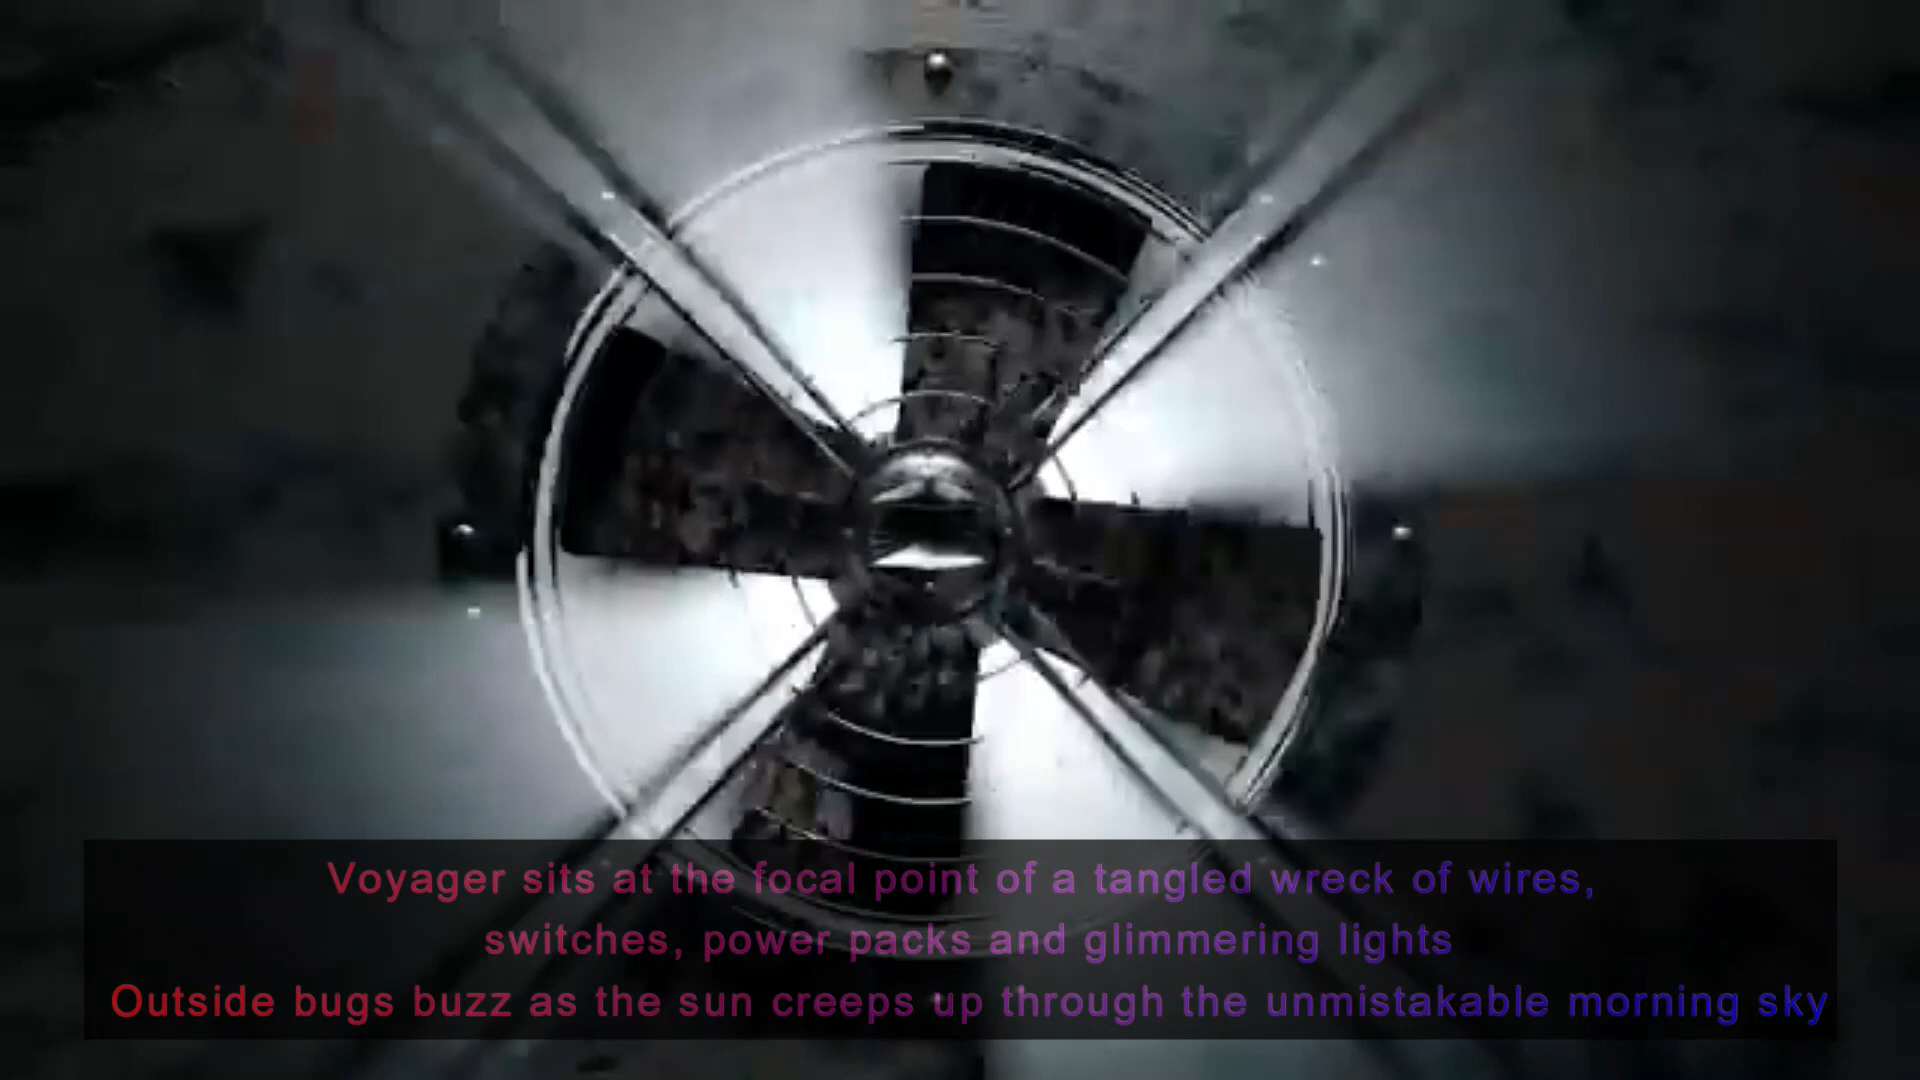 Voyager sits at the focal point of a tangled wreck of wires,
switches, power packs and glimmering lights
Outside bugs buzz as the sun creeps up through the unmistakable morning sky